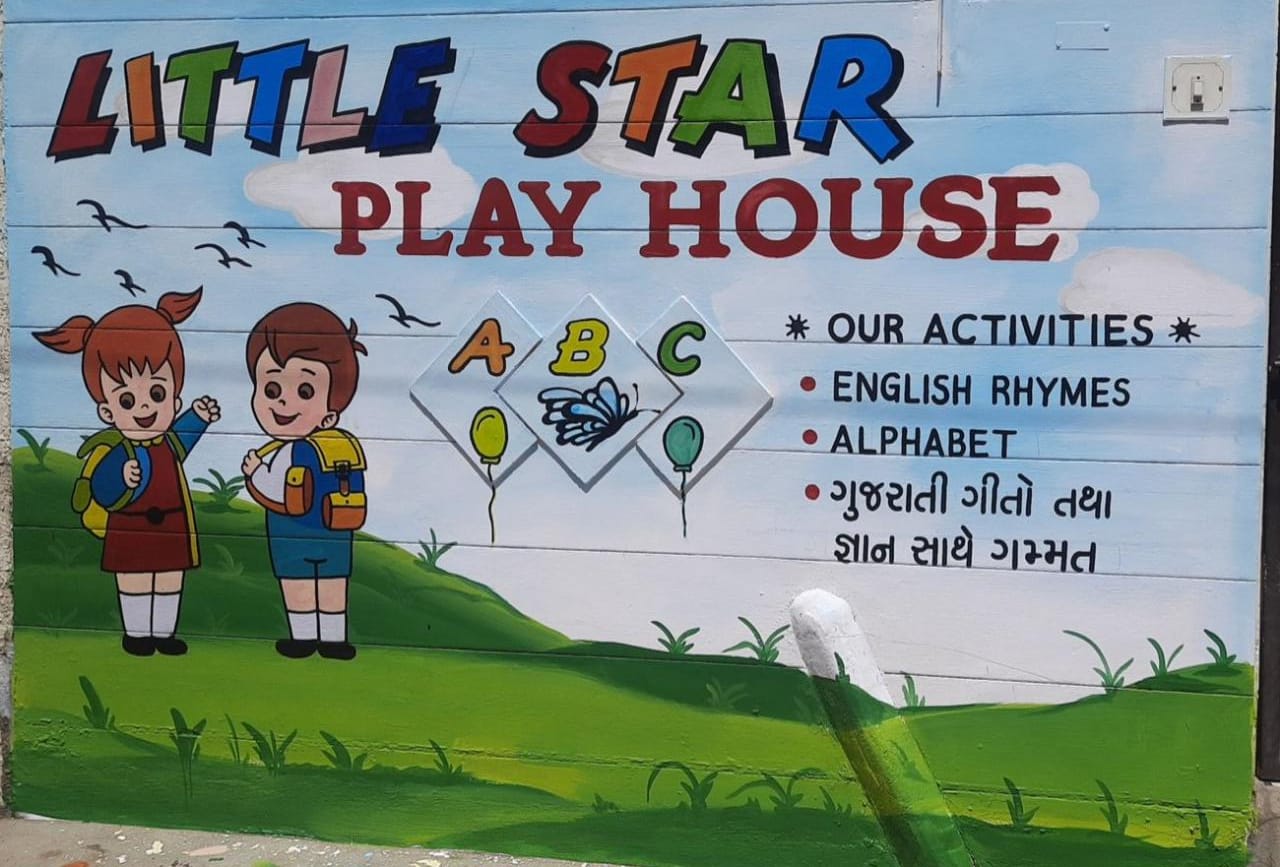 LITTLE STAR
PLAY HOUSE
A B C
* OUR ACTIVITIES *
• ENGLISH RHYMES
• ALPHABET
• ગુજરાતી ગીતો તથા
જ્ઞાન સાથે ગમ્મત